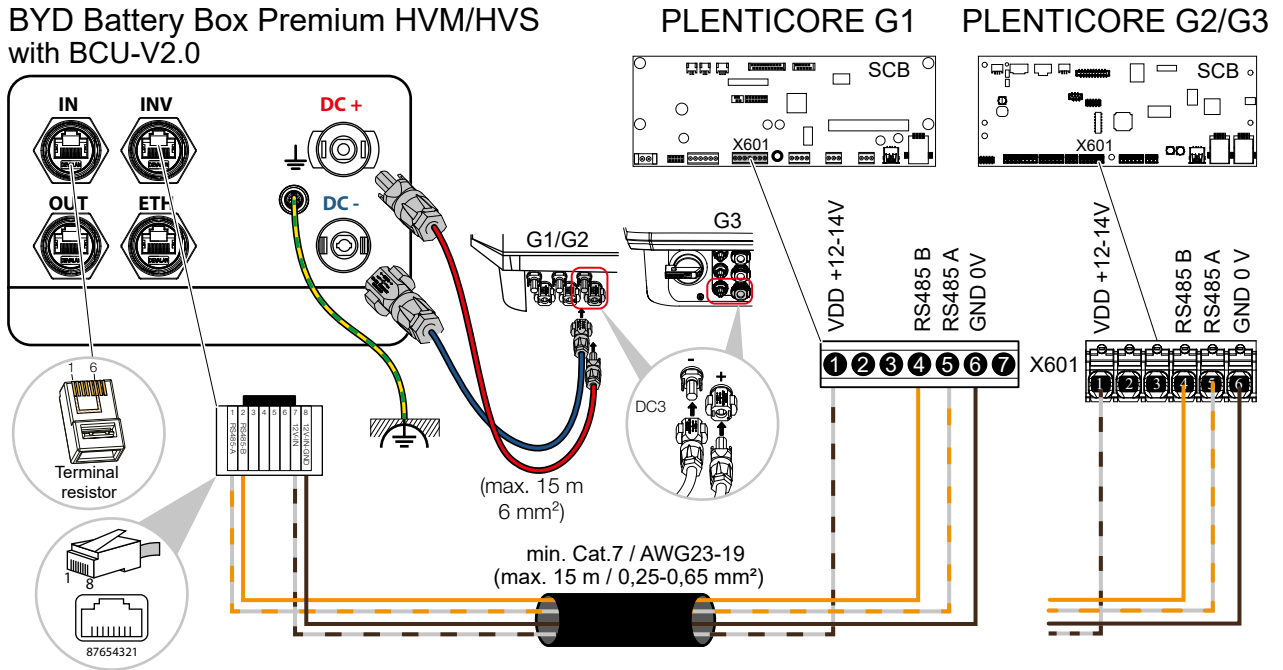 BYD Battery Box Premium HVM/HVS
with BCU-V2.0
PLENTICORE G1
PLENTICORE G2/G3
IN
INV
DC +
OUT
ETH
DC -
SCB
X601
SCB
X601
G1/G2
G3
VDD +12-14V
RS485 B
RS485 A
GND 0V
VDD +12-14V
RS485 B
RS485 A
GND 0 V
1 2 3 4 5 6 7
X601
1 2 3 4 5 6
DC3
-
+
1 6
Terminal
resistor
1 2 3 4 5 6 7 8
RS485-A
RS485-B
12V-IN
12V-IN-GND
(max. 15 m
6 mm²)
1
8
87654321
min. Cat.7 / AWG23-19
(max. 15 m / 0,25-0,65 mm²)